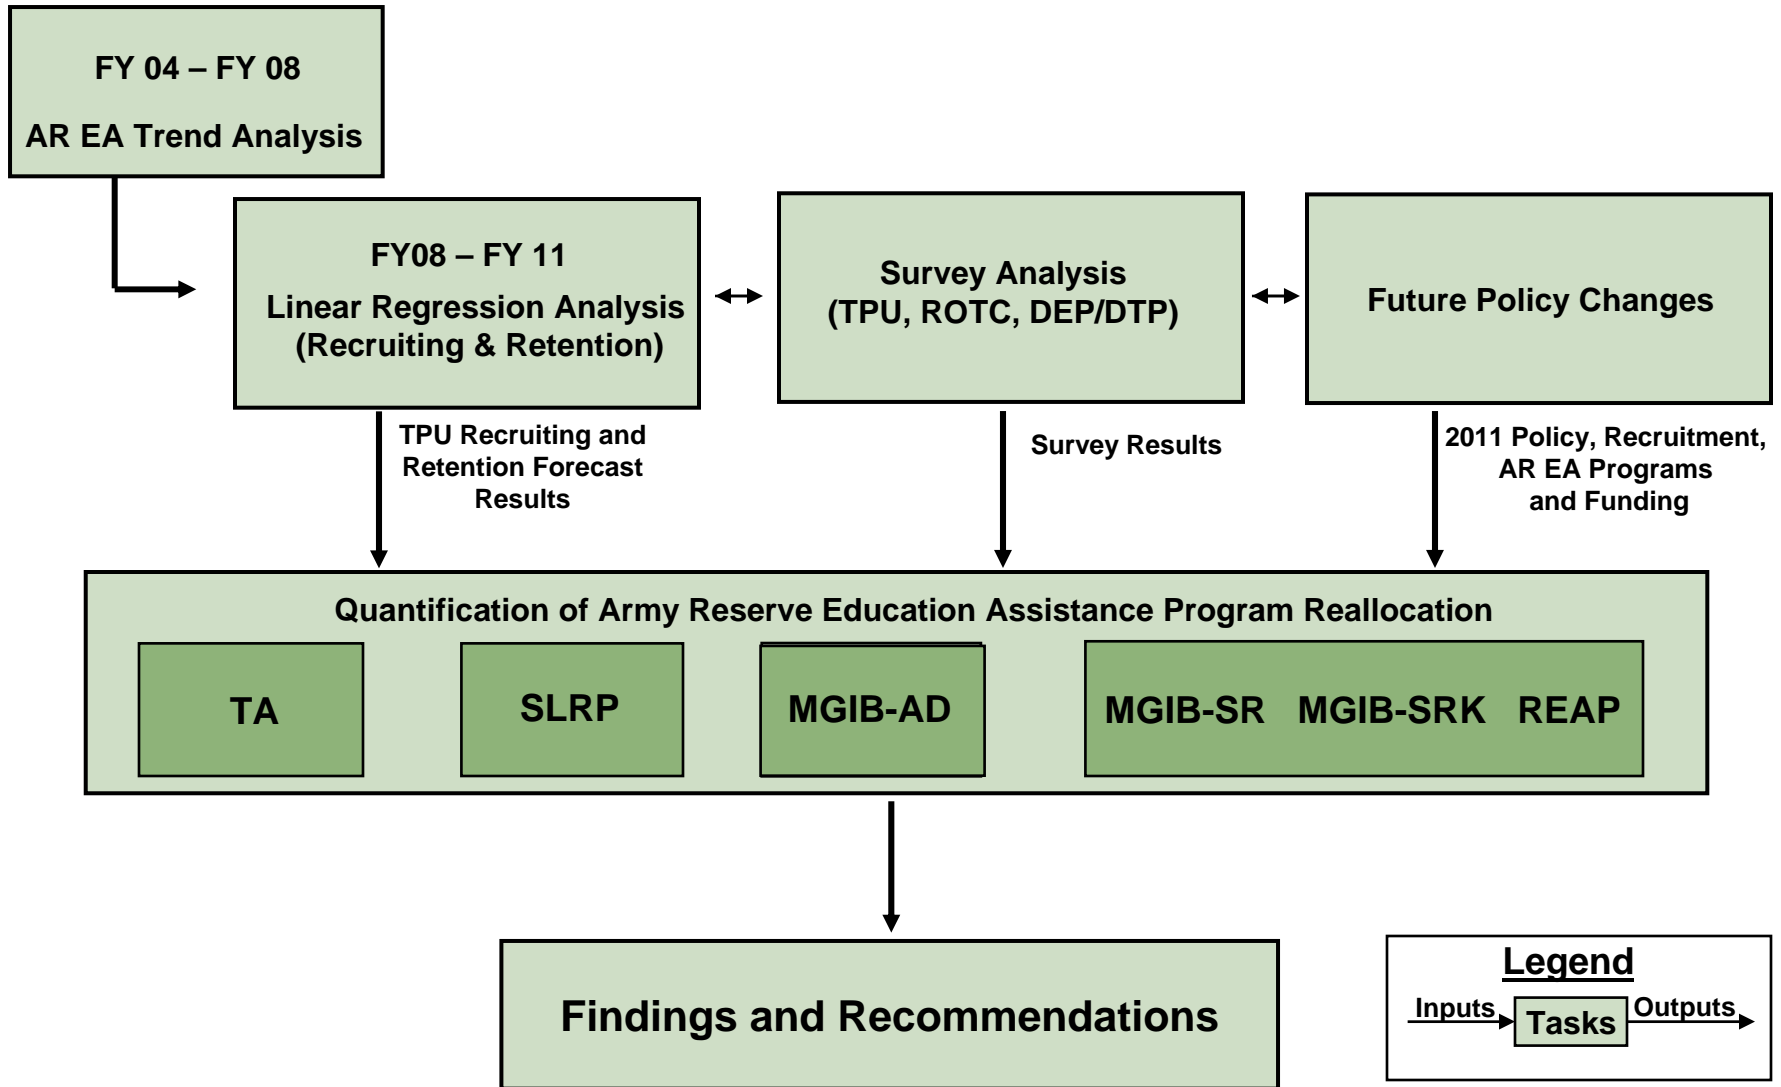 FY 04 – FY 08
AR EA Trend Analysis
FY08 – FY 11
Linear Regression Analysis
(Recruiting & Retention)
Survey Analysis
(TPU, ROTC, DEP/DTP)
Future Policy Changes
TPU Recruiting and
Retention Forecast
Results
Survey Results
2011 Policy, Recruitment,
AR EA Programs
and Funding
Quantification of Army Reserve Education Assistance Program Reallocation
TA
SLRP
MGIB-AD
MGIB-SR MGIB-SRK REAP
Findings and Recommendations
Legend
Inputs
Tasks
Outputs